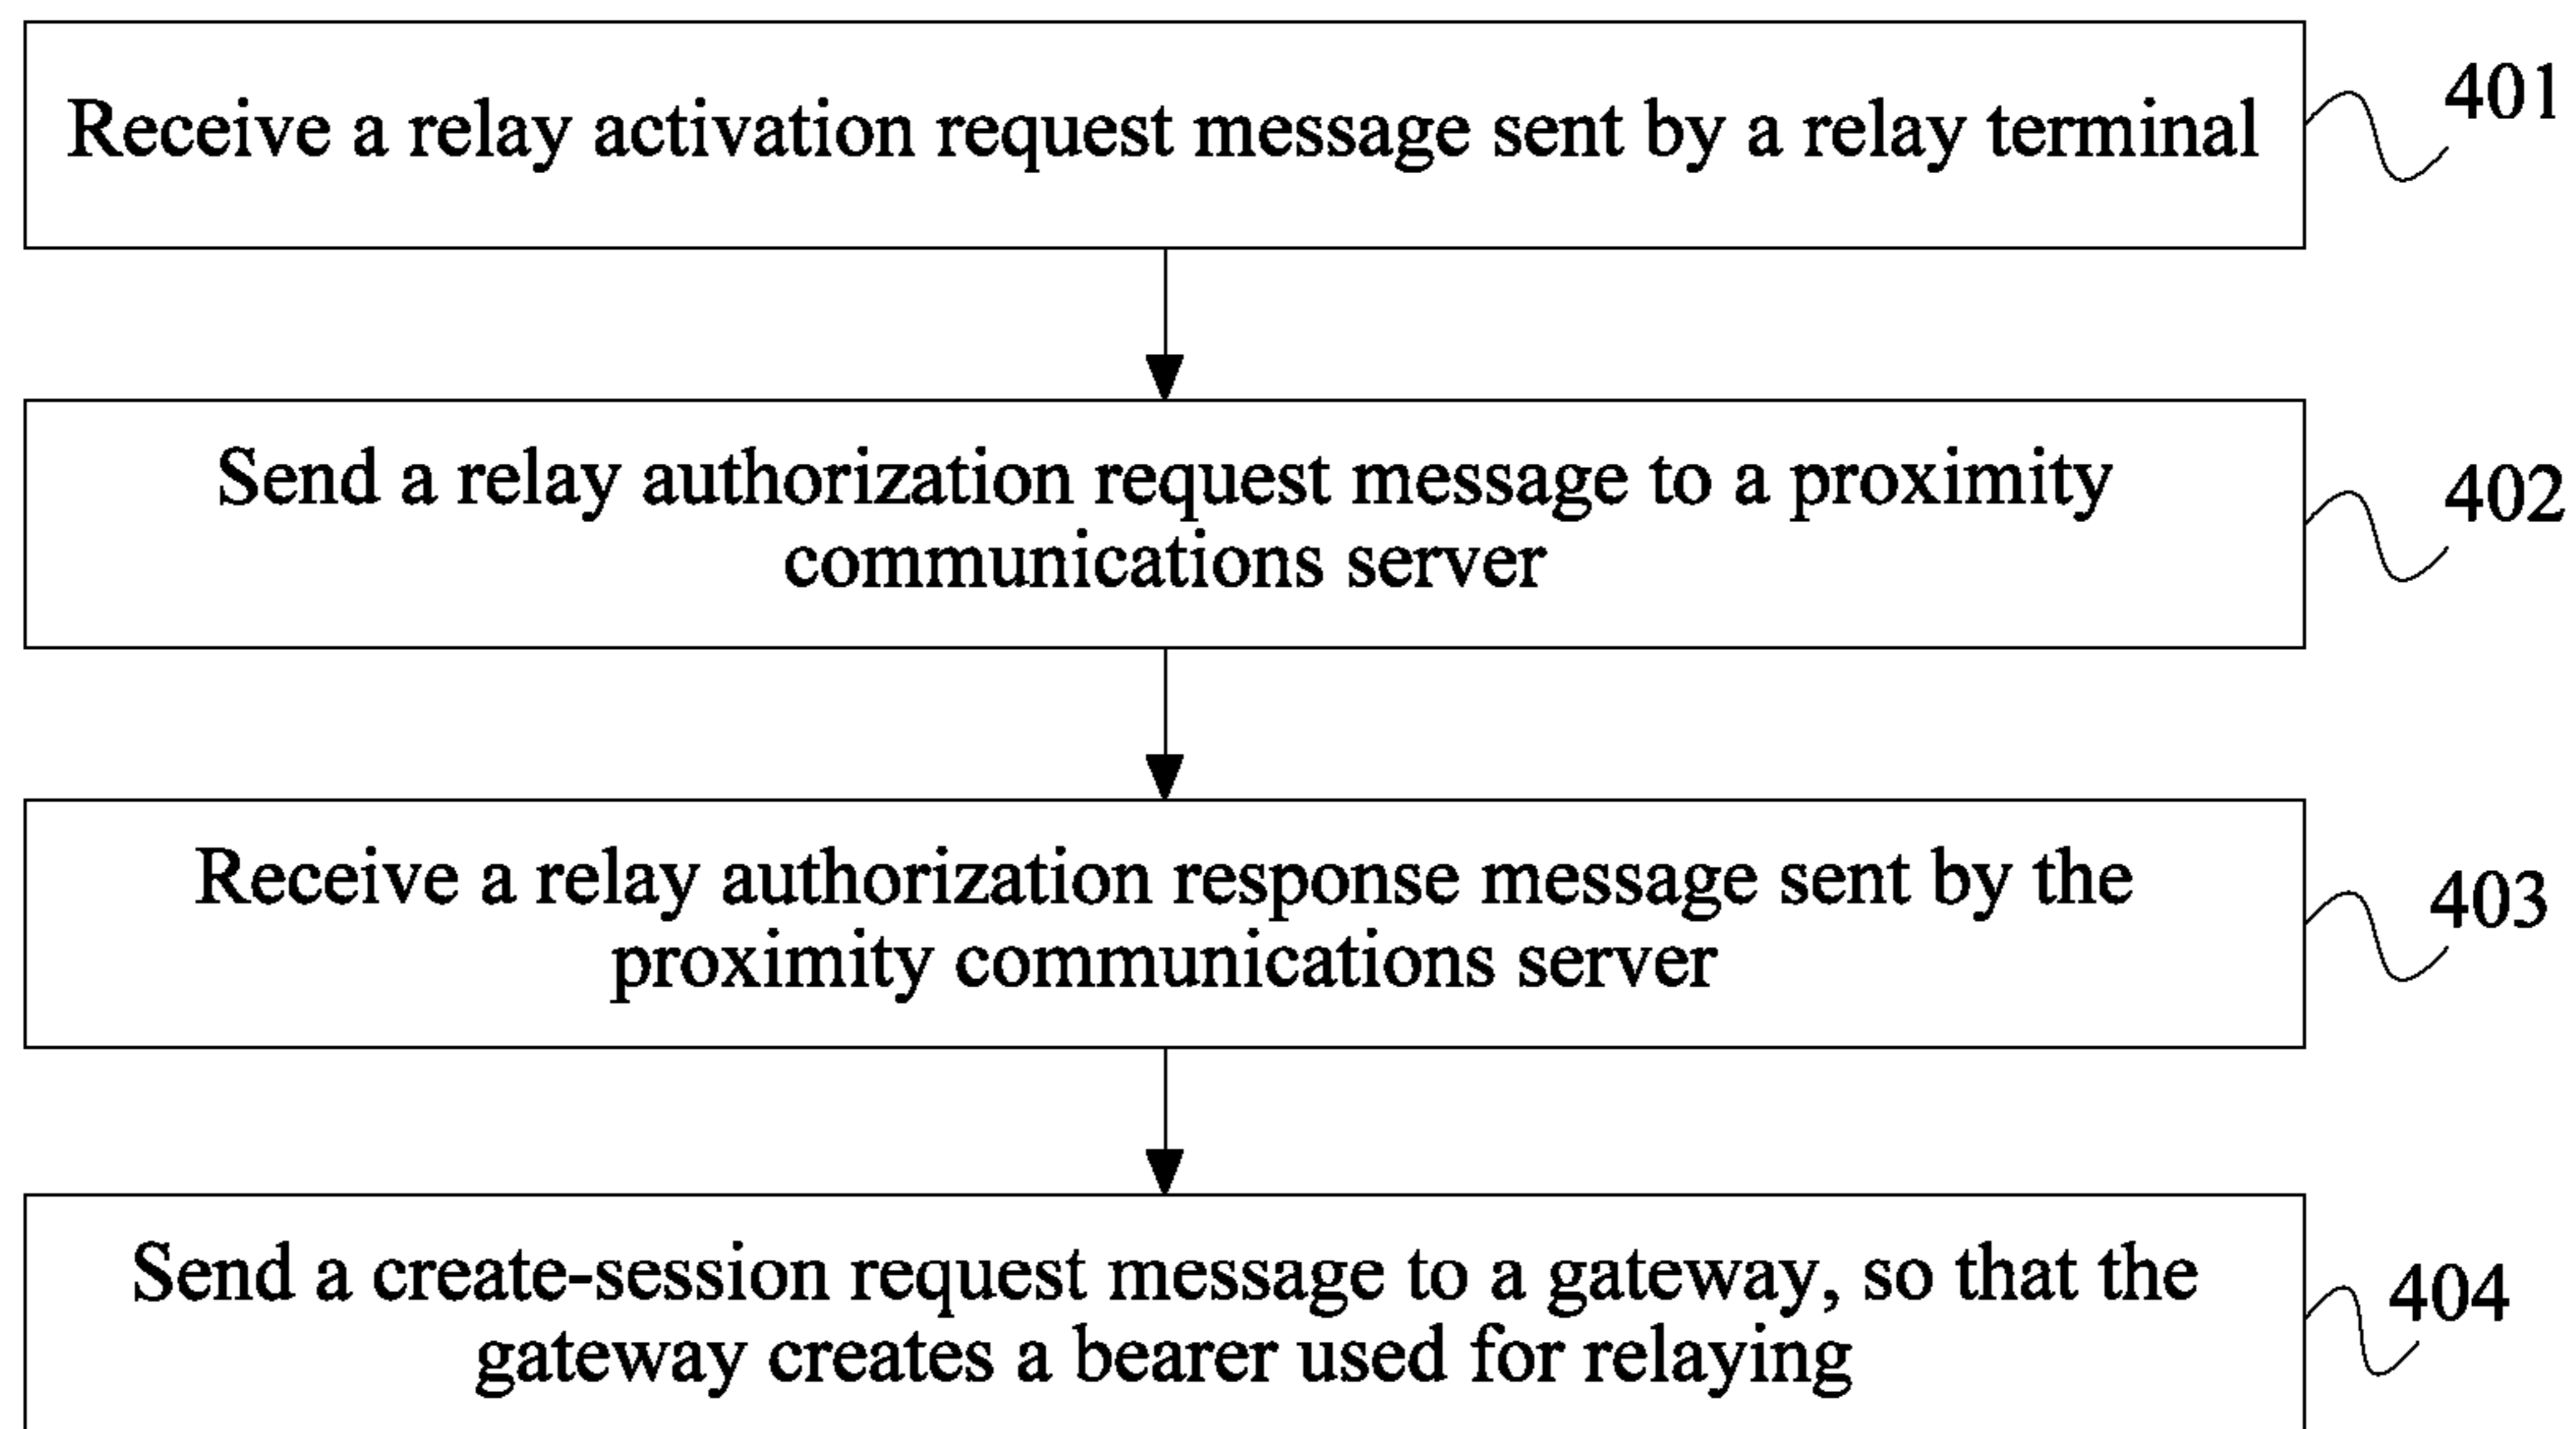 Receive a relay activation request message sent by a relay terminal
401
Send a relay authorization request message to a proximity
communications server
402
Receive a relay authorization response message sent by the
proximity communications server
403
Send a create-session request message to a gateway, so that the
gateway creates a bearer used for relaying
404